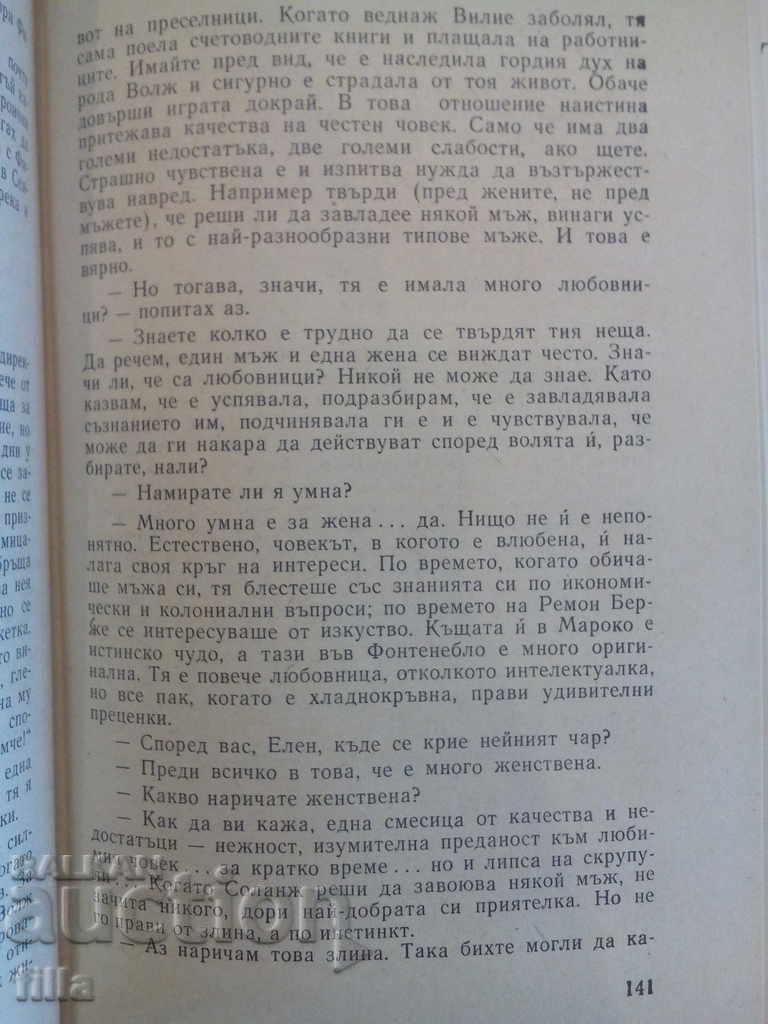 вот на преселници. Когато веднаж Вилие заболял, тя
сама поела счетоводните книги и плащала на работни-
ците. Имайте пред вид, че е наследила гордия дух на
рода Волж и сигурно е страдала от тоя живот. Обаче
довърши играта докрай. В това отношение наистина
притежава качества на честен човек. Само че има два
големи недостатъка, две големи слабости, ако щете.
Страшно чувствена е и изпитва нужда да възтържест-
вува навред. Например твърди (пред жените, не пред
мъжете), че реши ли да завладее някой мъж, винаги ус-
пява, и то с най-разнообразни типове мъже. И това е
вярно.
— Но тогава, значи, тя е имала много любовни-
ци? — попитах аз.
— Знаете колко е трудно да се твърдят тия неща.
Да речем, един мъж и една жена се виждат често. Зна-
чи ли, че са любовници? Никой не може да знае. Като
казвам, че е успявала, подразбирам, че е завладявала
съзнанието им, подчинявала ги е и е чувствувала, че
може да ги накара да действуват според волята ѝ, раз-
бирате, нали?
— Намирате ли я умна?
— Много умна е за жена... да. Нищо не ѝ е непо-
нятно. Естествено, човекът, в когото е влюбена, ѝ на-
лага своя кръг на интереси. По времето, когато обича-
ше мъжа си, тя блестеше със знанията си по икономи-
чески и колониални въпроси; по времето на Ремон Бер-
же се интересуваше от изкуство. Къщата ѝ в Мароко е
истинско чудо, а тази във Фонтенебло е много ориги-
нална. Тя е повече любовница, отколкото интелектуалка,
но все пак, когато е хладнокръвна, прави удивителни
преценки.
— Според вас, Елен, къде се крие нейният чар?
— Преди всичко в това, че е много женствена.
— Какво наричате женствена?
— Как да ви кажа, една смесица от качества и не-
достатъци — нежност, изумителна преданост към люби-
мия човек... за кратко време... но и липса на скрупу-
ли... Когато Соланж реши да завоюва някой мъж, не
зачита никого, дори най-добрата си приятелка. Но не
го прави от злина, а по инстинкт.
— Аз наричам това злина. Така бихте могли да ка-
141
auction
filla